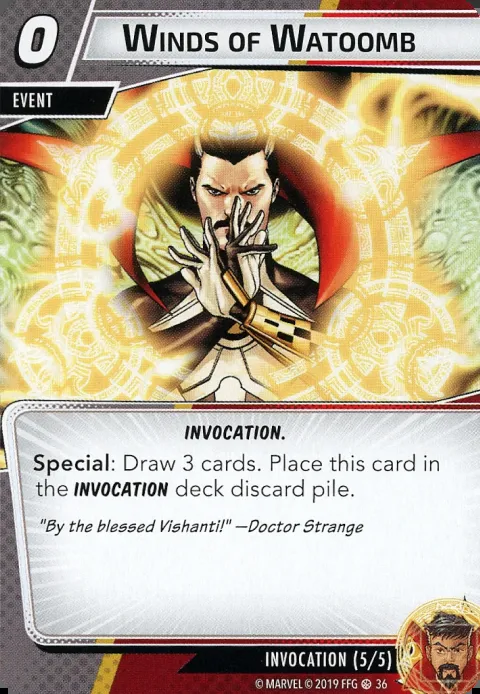 0
WINDS OF WATOOMB
EVENT
INVOCATION.
Special: Draw 3 cards. Place this card in
the INVOCATION deck discard pile.
"By the blessed Vishanti!" —Doctor Strange
INVOCATION (5/5)
© MARVEL © 2019 FFG 36